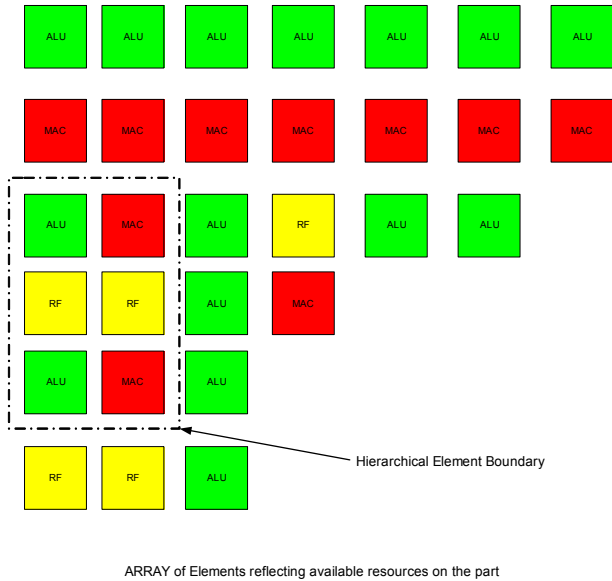 ALU ALU ALU ALU ALU ALU ALU
MAC MAC MAC MAC MAC MAC MAC
ALU MAC ALU RF ALU ALU
RF RF ALU MAC
ALU MAC ALU
Hierarchical Element Boundary
RF RF ALU
ARRAY of Elements reflecting available resources on the part